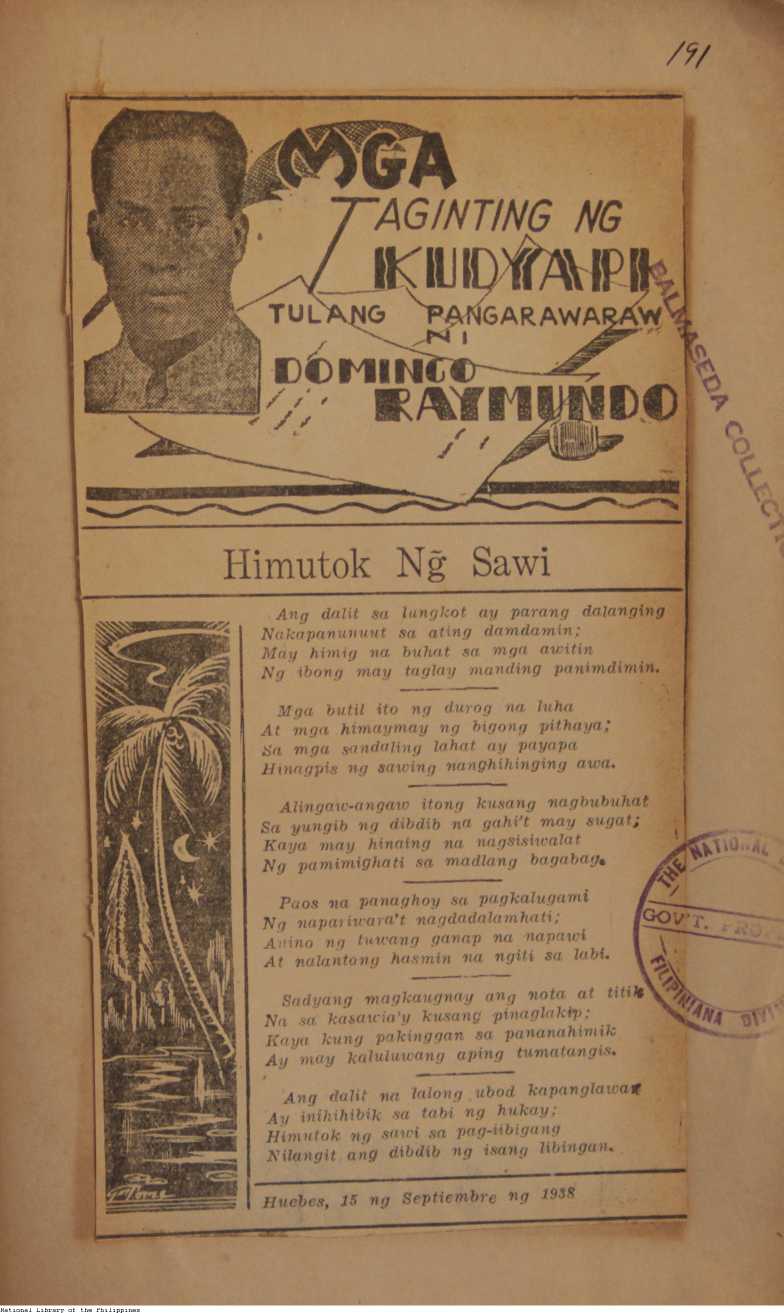 191
MGA
TAGINTING NG
KUDYAPI
TULANG PANGARAWARAW
NI
DOMINGO
RAYMUNDO
BALMASEDA COLLECTION
Himutok Ng̃ Sawi
Ang dalit sa lungkot ay parang dalanging
Nakapanunuut sa ating damdamin;
May himig na buhat sa mga awitin
Ng ibong may taglay manding panimdimin.
Mga butil ito ng durog na luha
At mga himaymay ng bigong pithaya;
Sa mga sandaling lahat ay payapa
Hinagpis ng sawing nanghihinging awa.
Alingaw-angaw itong kusang nagbubuhat
Sa yungib ng dibdib na gahi't may sugat;
Kaya may hinaing na nagsisiwalat
Ng pamimighati sa madlang bagabag.
Paos na panaghoy sa pagkalugami
Ng napariwara't nagdadalamhati;
Anino ng tuwang ganap na napawi
At nalantong hasmin na ngiti sa labi.
Sadyang magkaugnay ang nota at titik
Na sa kasawia'y kusang pinaglakip;
Kaya kung pakinggan sa pananahimik
Ay may kaluluwang aping tumatangis.
Ang dalit na lalong ubod kapanglawan
Ay inihihibik sa tabi ng hukay;
Himutok ng sawi sa pag-iibigang
Nilangit ang dibdib ng isang libingan.
Huebes, 15 ng Septiembre ng 1938
THE NATIONAL
GOV'T. PROP
FILIPINIANA DIVIS
National Library of the Philippines